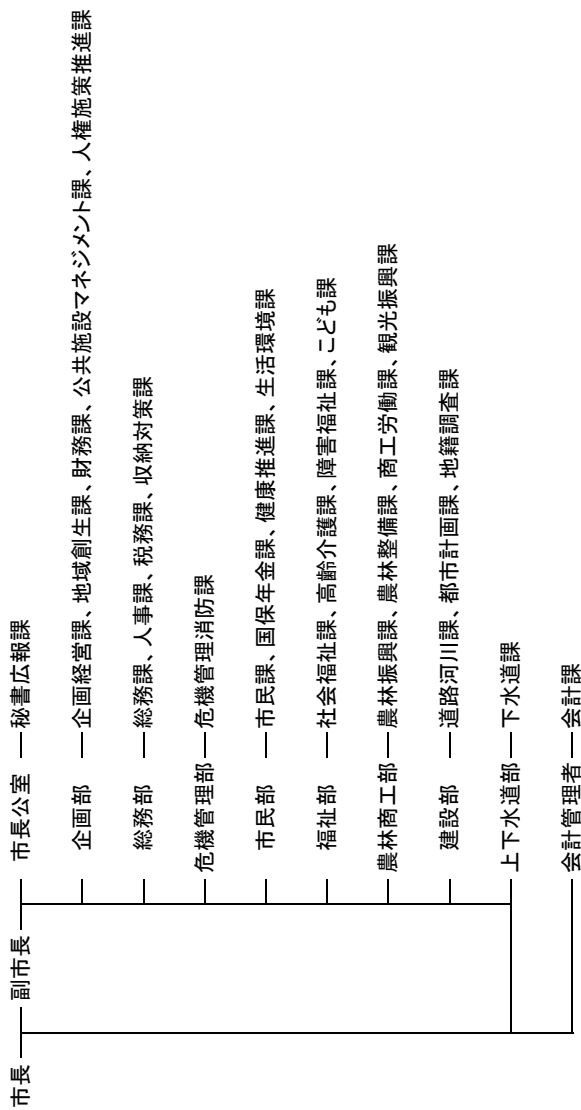 市長 副市長 市長公室 秘書広報課
企画部 企画経営課、地域創生課、財務課、公共施設マネジメント課、人権施策推進課
総務部 総務課、人事課、税務課、収納対策課
危機管理部 危機管理消防課
市民部 市民課、国保年金課、健康推進課、生活環境課
福祉部 社会福祉課、高齢介護課、障害福祉課、こども課
農林商工部 農林振興課、農林整備課、商工労働課、観光振興課
建設部 道路河川課、都市計画課、地籍調査課
上下水道部 下水道課
会計管理者 会計課